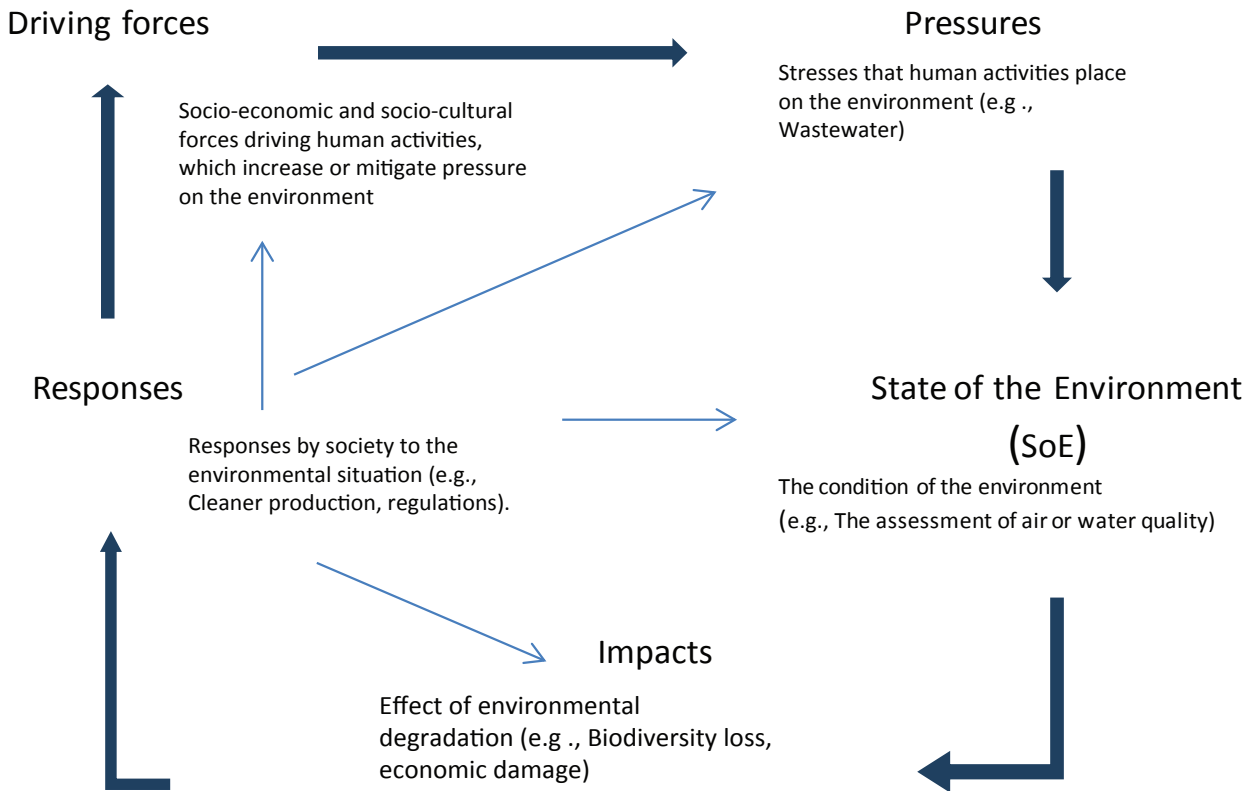 Driving forces
Socio-economic and socio-cultural
forces driving human activities,
which increase or mitigate pressure
on the environment
Pressures
Stresses that human activities place
on the environment (e.g .,
Wastewater)
Responses
Responses by society to the
environmental situation (e.g.,
Cleaner production, regulations).
State of the Environment
(SoE)
The condition of the environment
(e.g., The assessment of air or water quality)
Impacts
Effect of environmental
degradation (e.g ., Biodiversity loss,
economic damage)